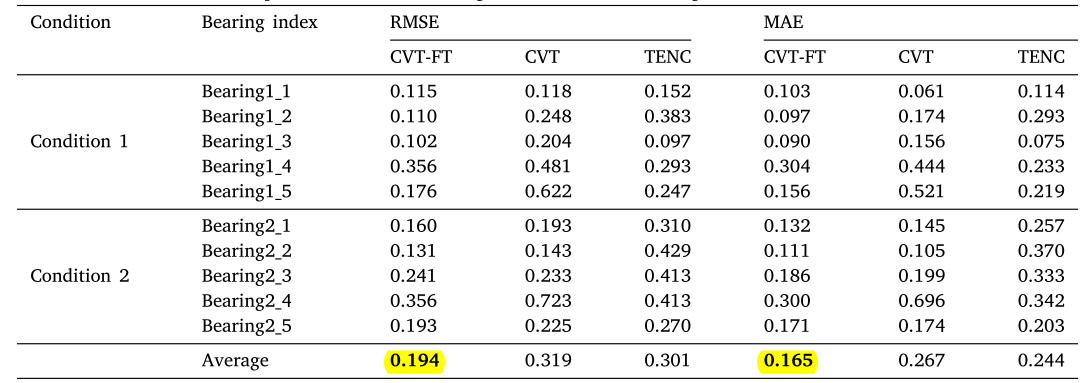 Condition Bearing index RMSE MAE
CVT-FT CVT TENC CVT-FT CVT TENC
Bearing1_1 0.115 0.118 0.152 0.103 0.061 0.114
Bearing1_2 0.110 0.248 0.383 0.097 0.174 0.293
Condition 1 Bearing1_3 0.102 0.204 0.097 0.090 0.156 0.075
Bearing1_4 0.356 0.481 0.293 0.304 0.444 0.233
Bearing1_5 0.176 0.622 0.247 0.156 0.521 0.219
Bearing2_1 0.160 0.193 0.310 0.132 0.145 0.257
Bearing2_2 0.131 0.143 0.429 0.111 0.105 0.370
Condition 2 Bearing2_3 0.241 0.233 0.413 0.186 0.199 0.333
Bearing2_4 0.356 0.723 0.413 0.300 0.696 0.342
Bearing2_5 0.193 0.225 0.270 0.171 0.174 0.203
Average 0.194 0.319 0.301 0.165 0.267 0.244